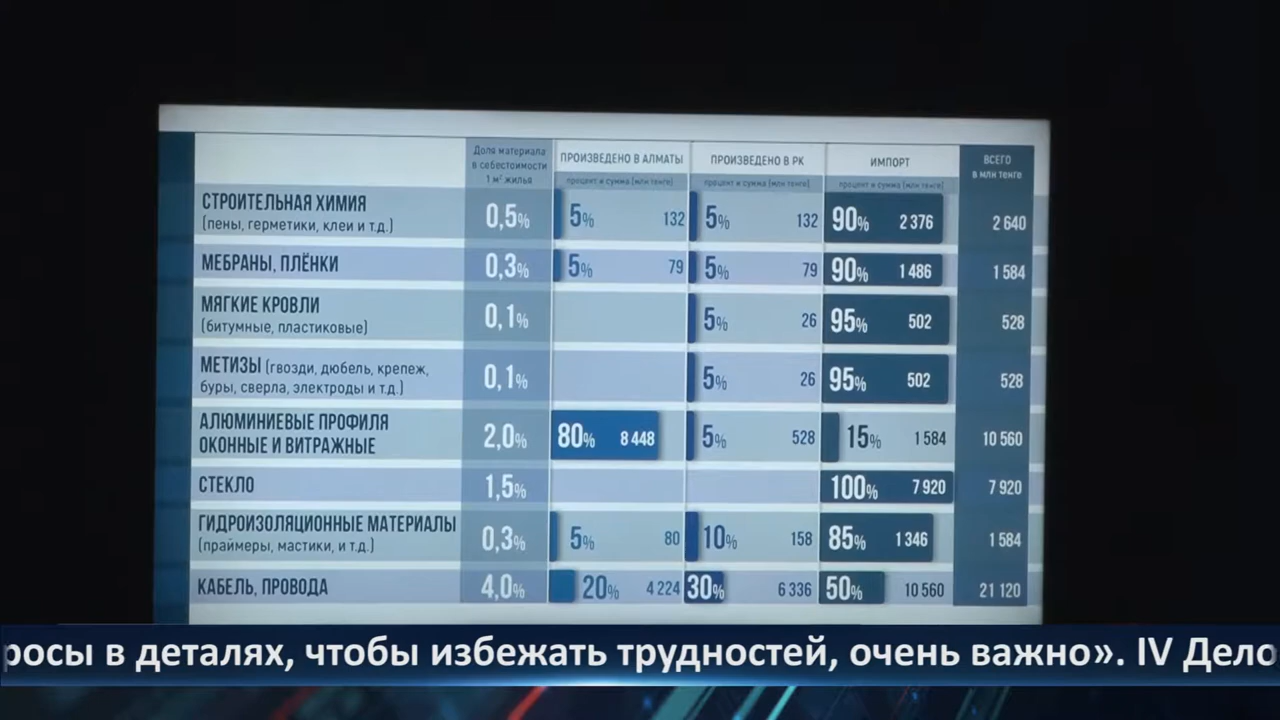 Доля материала
в себестоимости
1 м² жилья
ПРОИЗВЕДЕНО В АЛМАТЫ
процент и сумма (млн тенге)
ПРОИЗВЕДЕНО В РК
процент и сумма (млн тенге)
ИМПОРТ
процент и сумма (млн тенге)
ВСЕГО
в млн тенге
СТРОИТЕЛЬНАЯ ХИМИЯ
(пены, герметики, клеи и т.д.)
0,5% 5% 132 5% 132 90% 2 376 2 640
МЕБРАНЫ, ПЛЁНКИ 0,3% 5% 79 5% 79 90% 1 486 1 584
МЯГКИЕ КРОВЛИ
(битумные, пластиковые)
0,1% 5% 26 95% 502 528
МЕТИЗЫ (гвозди, дюбель, крепеж,
буры, сверла, электроды и т.д.)
0,1% 5% 26 95% 502 528
АЛЮМИНИЕВЫЕ ПРОФИЛЯ
ОКОННЫЕ И ВИТРАЖНЫЕ
2,0% 80% 8 448 5% 528 15% 1 584 10 560
СТЕКЛО 1,5% 100% 7 920 7 920
ГИДРОИЗОЛЯЦИОННЫЕ МАТЕРИАЛЫ
(праймеры, мастики, и т.д.)
0,3% 5% 80 10% 158 85% 1 346 1 584
КАБЕЛЬ, ПРОВОДА 4,0% 20% 4 224 30% 6 336 50% 10 560 21 120
росы в деталях, чтобы избежать трудностей, очень важно». IV Дело